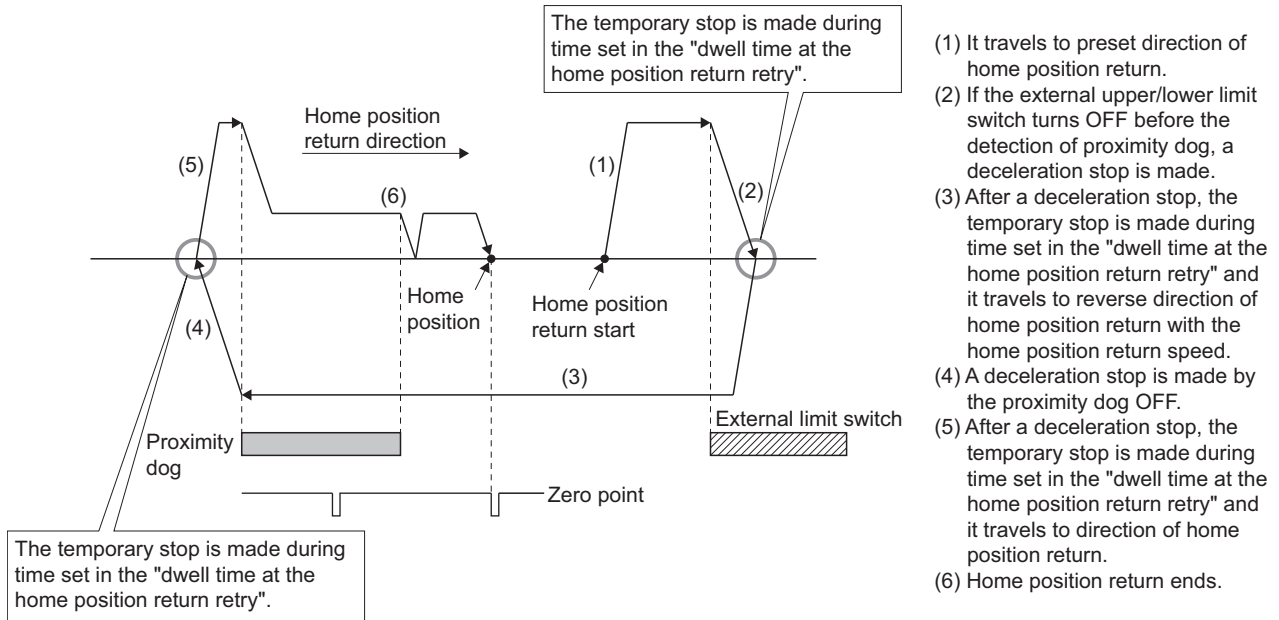 The temporary stop is made during
time set in the "dwell time at the
home position return retry".
Home position
return direction
(5)
(6)
(1)
(2)
Home
position
Home position
return start
(4)
(3)
Proximity
dog
External limit switch
Zero point
The temporary stop is made during
time set in the "dwell time at the
home position return retry".
(1) It travels to preset direction of
home position return.
(2) If the external upper/lower limit
switch turns OFF before the
detection of proximity dog, a
deceleration stop is made.
(3) After a deceleration stop, the
temporary stop is made during
time set in the "dwell time at the
home position return retry" and
it travels to reverse direction of
home position return with the
home position return speed.
(4) A deceleration stop is made by
the proximity dog OFF.
(5) After a deceleration stop, the
temporary stop is made during
time set in the "dwell time at the
home position return retry" and
it travels to direction of home
position return.
(6) Home position return ends.